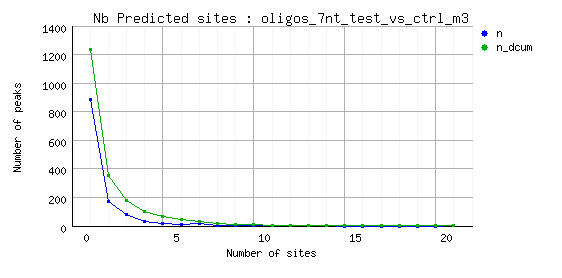 Nb Predicted sites : oligos_7nt_test_vs_ctrl_m3
n
n_dcum
1400
1200
1000
800
600
400
200
0
Number of peaks
0 5 10 15 20
Number of sites